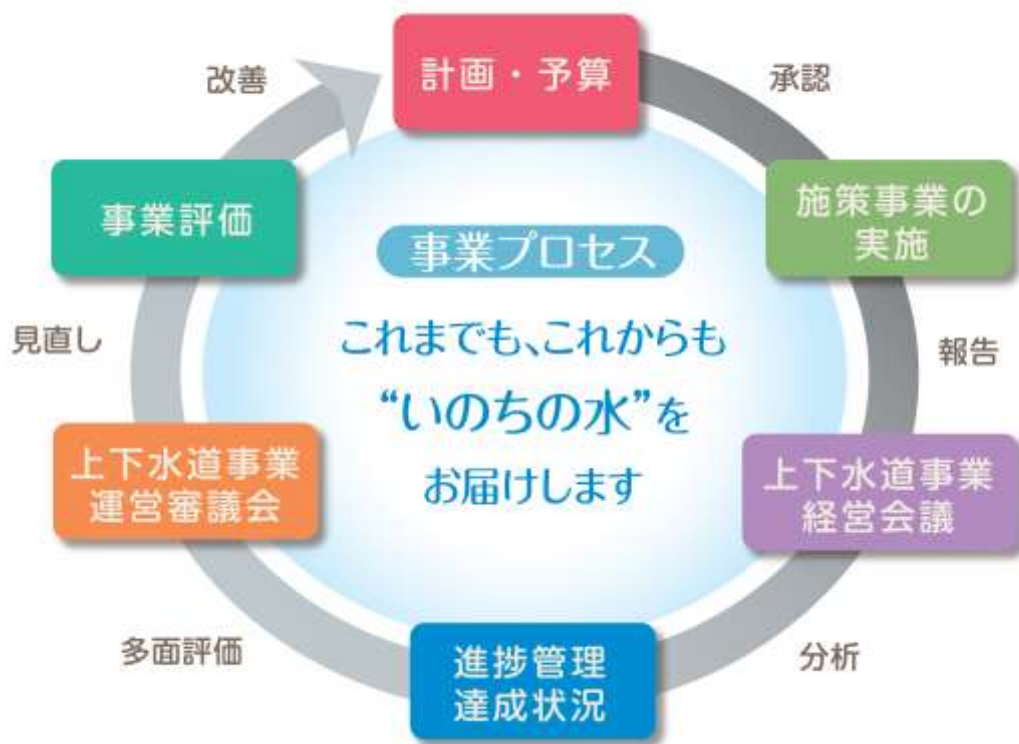 計画・予算
承認
施策事業の
実施
報告
上下水道事業
経営会議
分析
進捗管理
達成状況
多面評価
上下水道事業
運営審議会
見直し
事業評価
改善
事業プロセス
これまでも、これからも
“いのちの水”を
お届けします